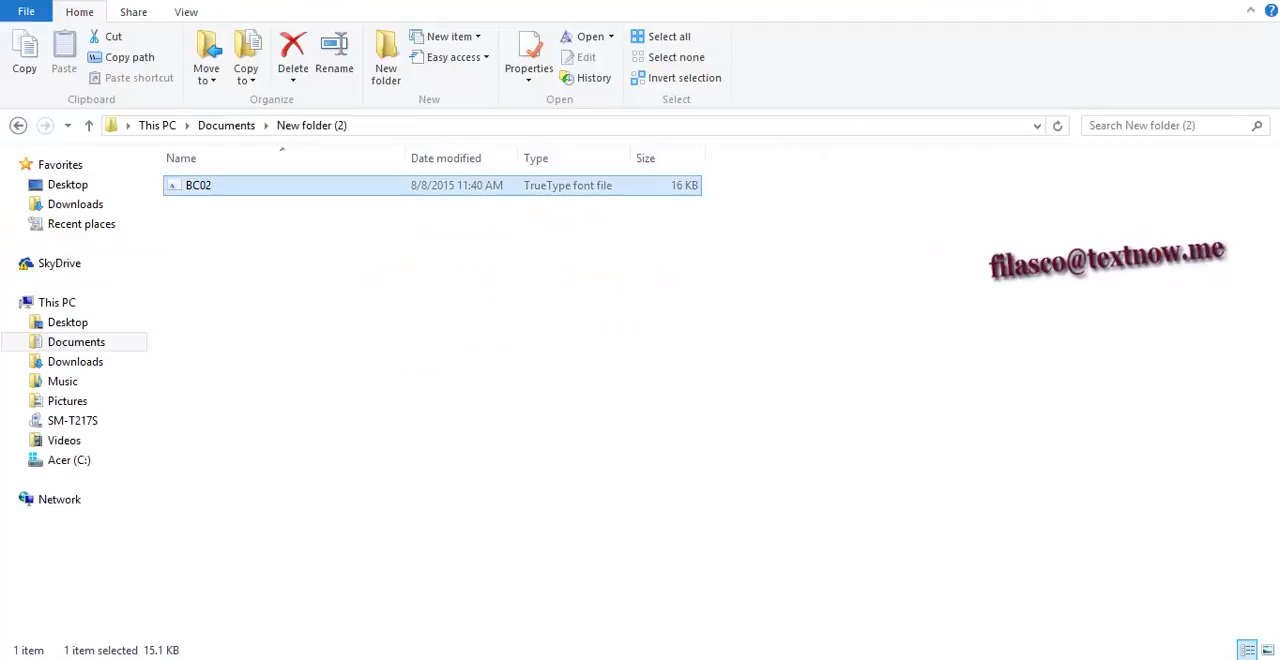 File Home Share View
Cut
Copy path
Paste shortcut
Copy Paste
Clipboard
Move to Copy to Delete Rename
Organize
New folder
New item
Easy access
New
Properties
Open
Edit
History
Open
Select all
Select none
Invert selection
Select
This PC Documents New folder (2)
Search New folder (2)
Name Date modified Type Size
BC02 8/8/2015 11:40 AM TrueType font file 16 KB
Favorites
Desktop
Downloads
Recent places
SkyDrive
This PC
Desktop
Documents
Downloads
Music
Pictures
SM-T217S
Videos
Acer (C:)
Network
filasco@textnow.me
1 item 1 item selected 15.1 KB